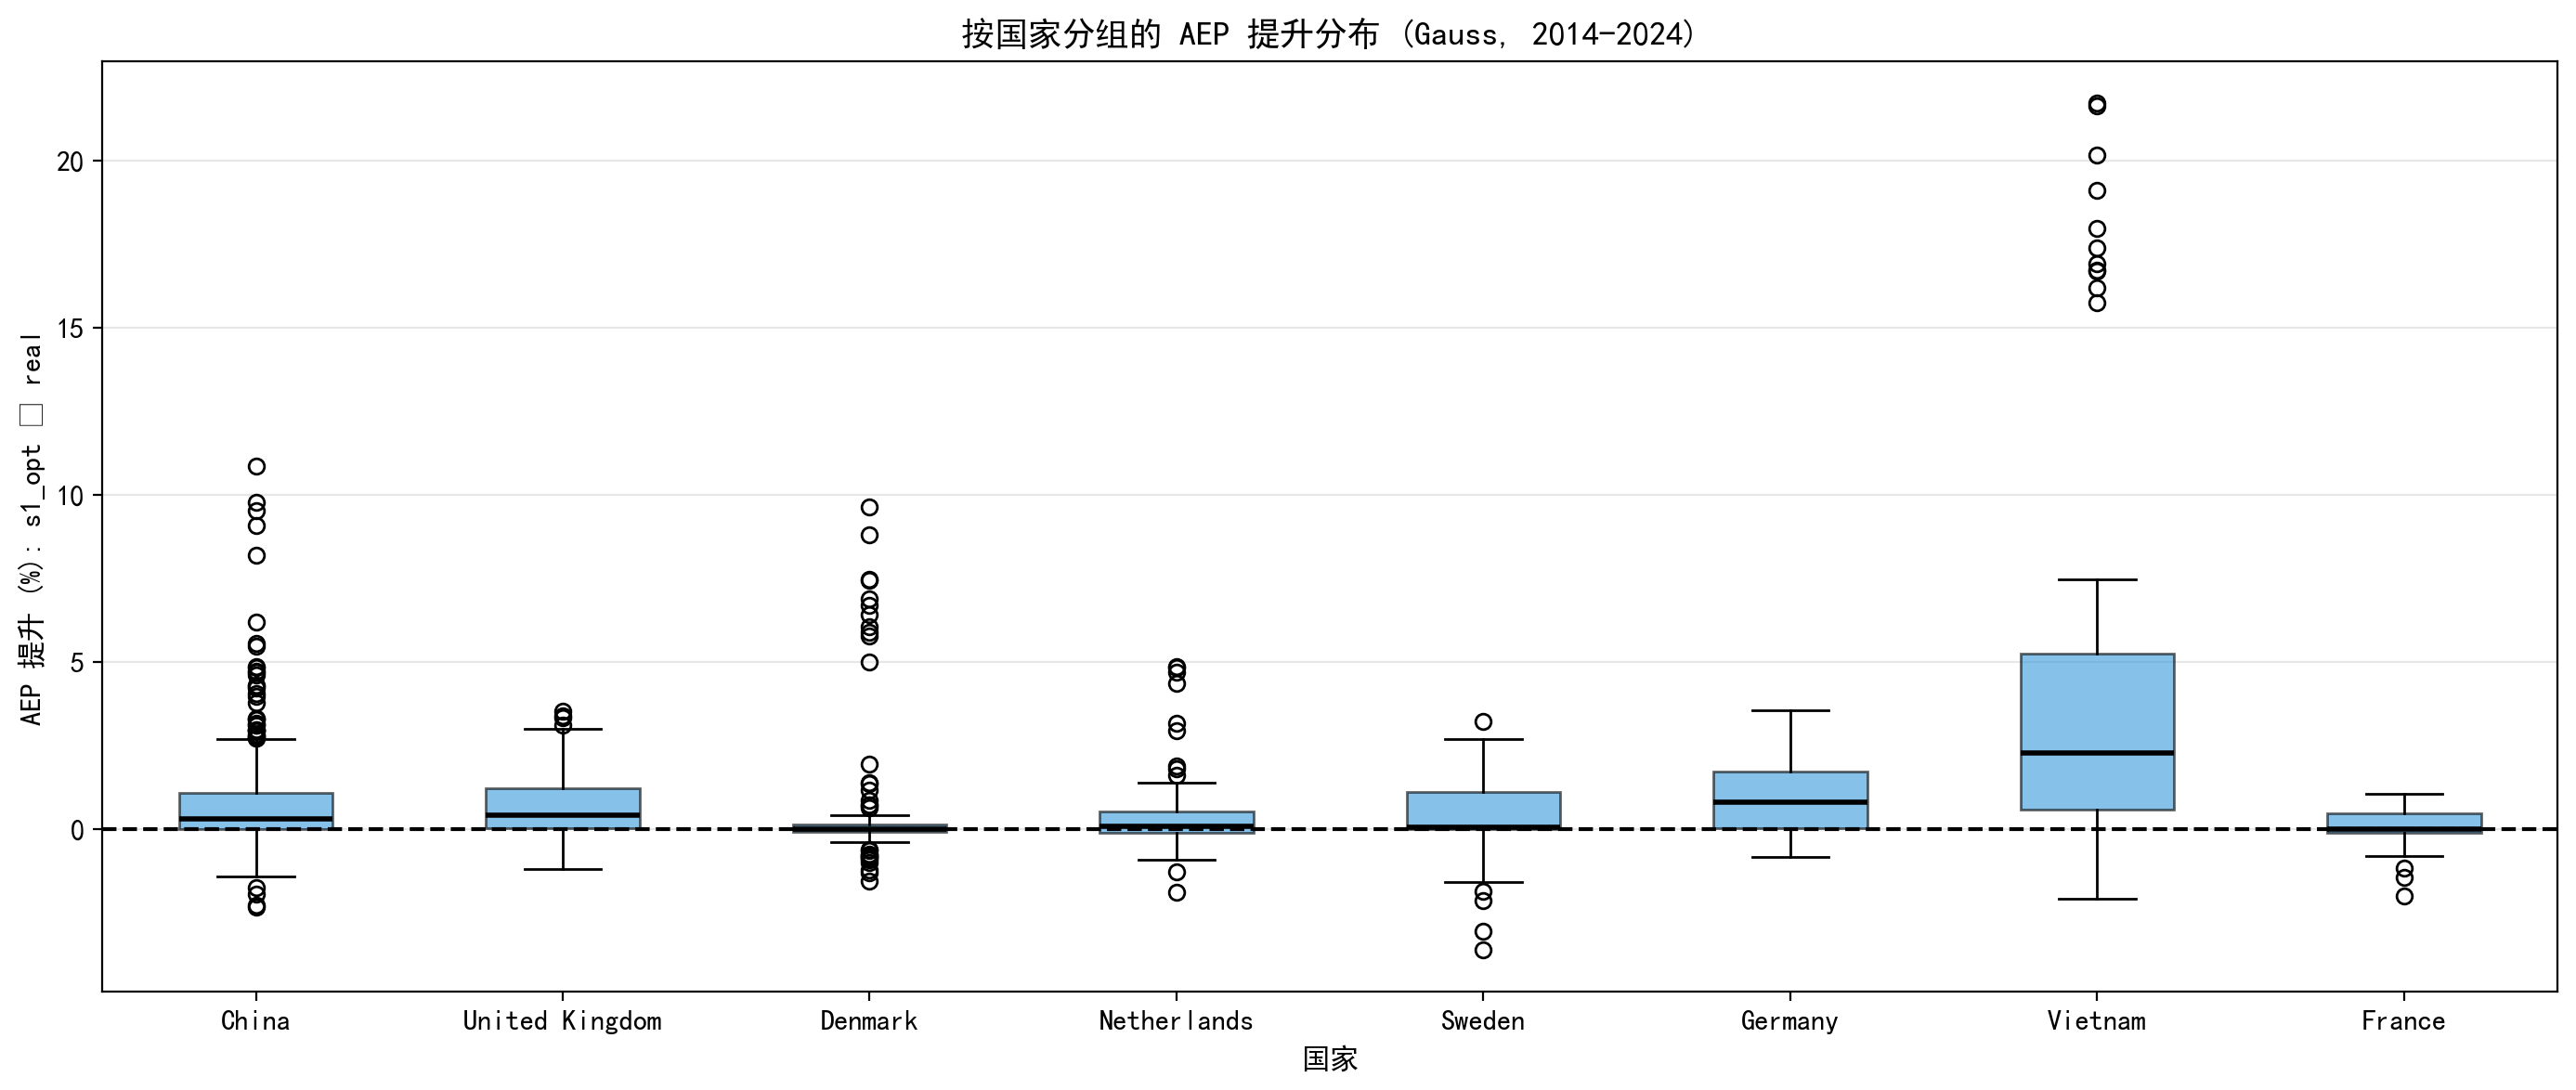 按国家分组的 AEP 提升分布 (Gauss, 2014-2024)
AEP 提升 (%): s1_opt □ real
20
15
10
5
0
China
United Kingdom
Denmark
Netherlands
Sweden
Germany
Vietnam
France
国家